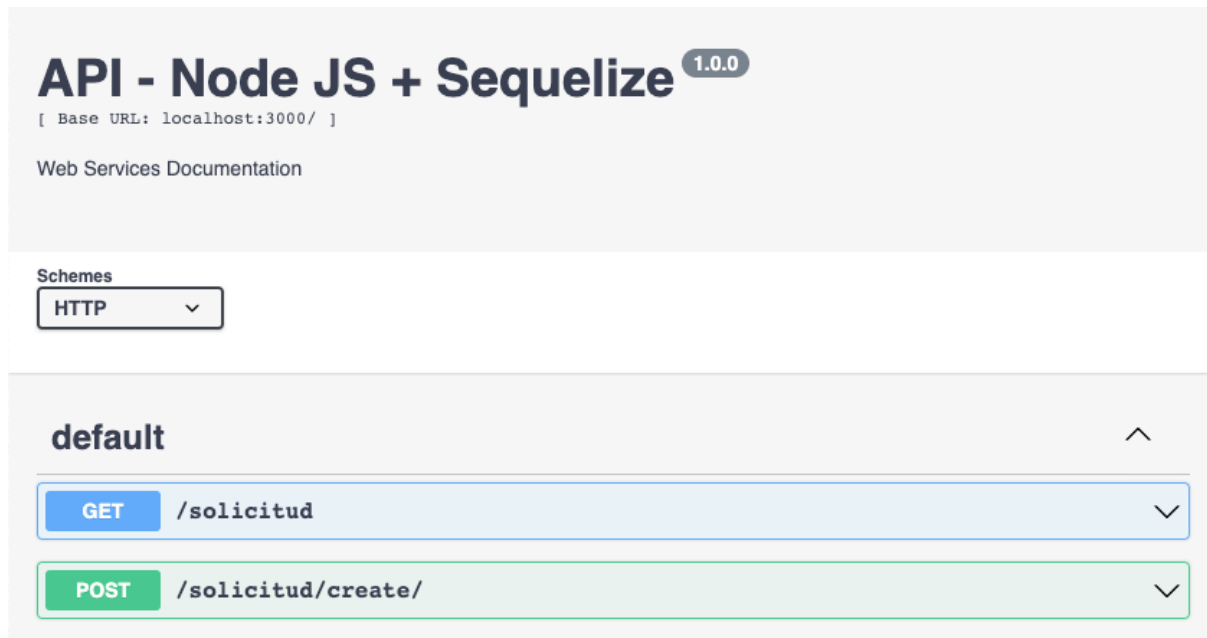 API - Node JS + Sequelize 1.0.0
[ Base URL: localhost:3000/ ]
Web Services Documentation
Schemes
HTTP
default
GET /solicitud
POST /solicitud/create/